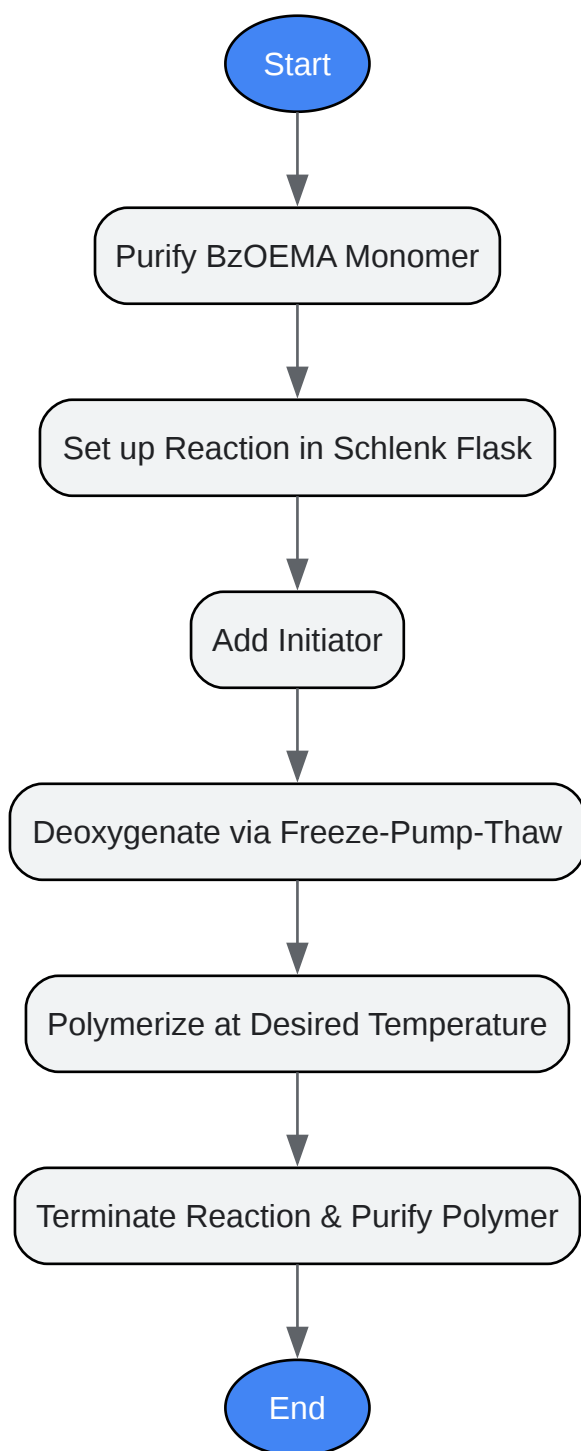 Start
Purify BzOEMA Monomer
Set up Reaction in Schlenk Flask
Add Initiator
Deoxygenate via Freeze-Pump-Thaw
Polymerize at Desired Temperature
Terminate Reaction & Purify Polymer
End